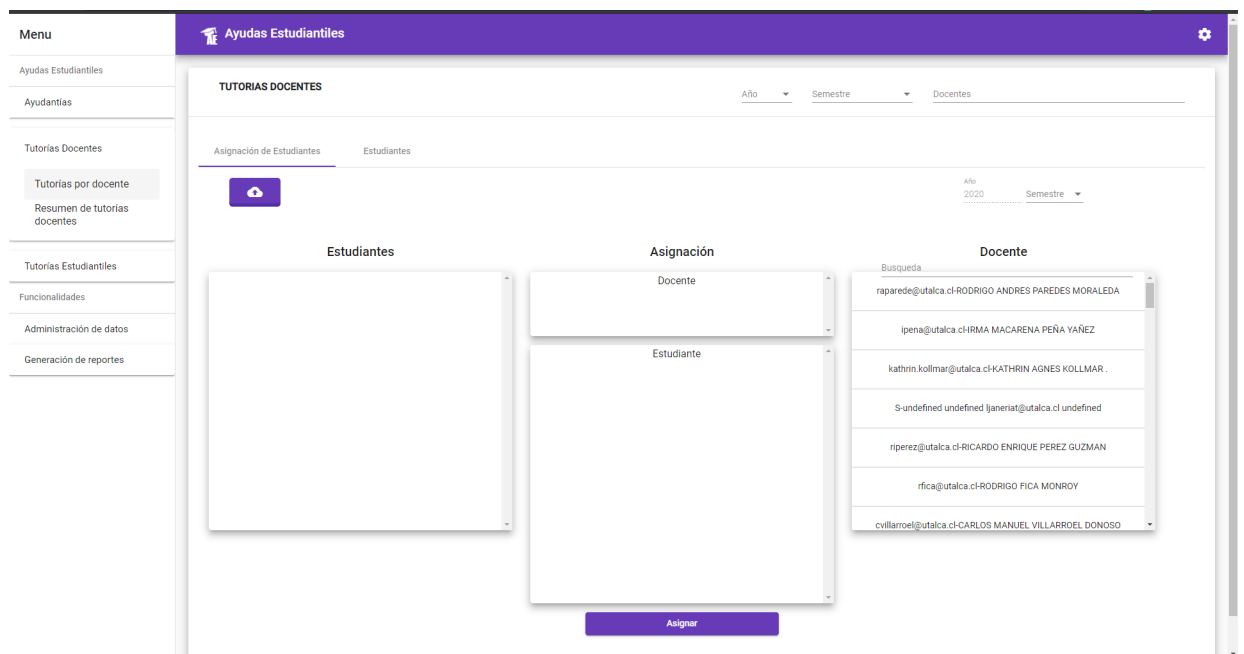 Menu
Ayudas Estudiantiles
Ayudantías
Tutorías Docentes
Tutorías por docente
Resumen de tutorías
docentes
Tutorías Estudiantiles
Funcionalidades
Administración de datos
Generación de reportes
AE Ayudas Estudiantiles
TUTORIAS DOCENTES
Año
Semestre
Docentes
Asignación de Estudiantes
Estudiantes
Año
2020
Semestre
Estudiantes
Asignación
Docente
Estudiante
Asignar
Docente
Busqueda
raparede@utalca.cl-RODRIGO ANDRES PAREDES MORALEDA
ipena@utalca.cl-IRMA MACARENA PEÑA YAÑEZ
kathrin.kollmar@utalca.cl-KATHRIN AGNES KOLLMAR .
S-undefined undefined ljaneriat@utalca.cl undefined
riperez@utalca.cl-RICARDO ENRIQUE PEREZ GUZMAN
rfica@utalca.cl-RODRIGO FICA MONROY
cvillarroel@utalca.cl-CARLOS MANUEL VILLARROEL DONOSO